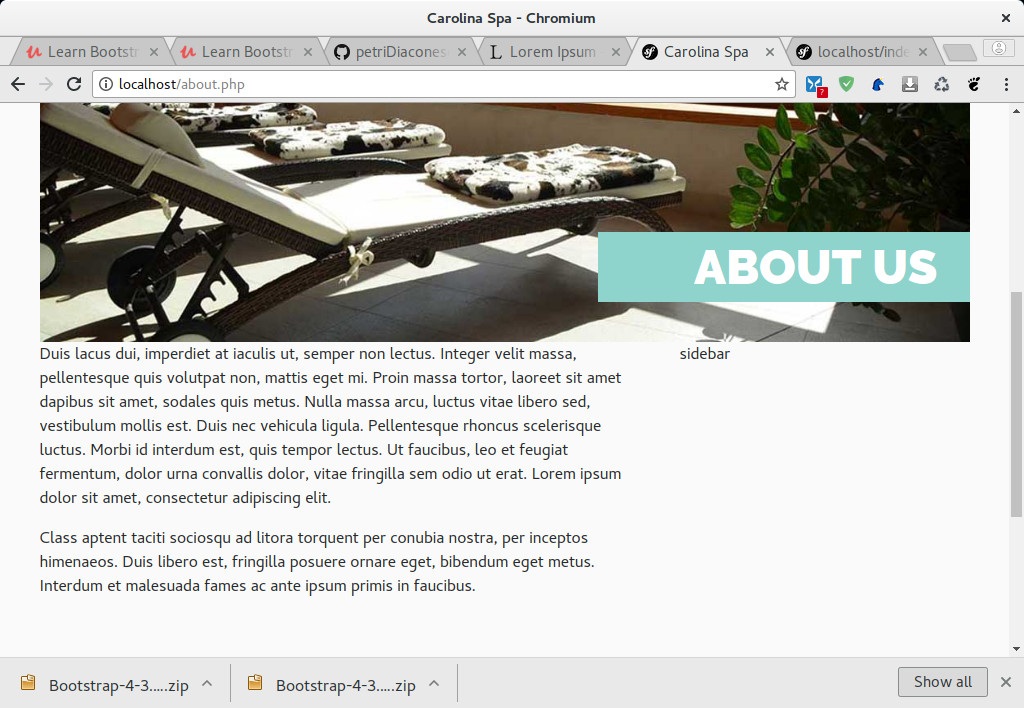 Carolina Spa - Chromium
Learn Bootst
Learn Bootst
petriDiacones
Lorem Ipsum
Carolina Spa
localhost/inde
localhost/about.php
?
ABOUT US
Duis lacus dui, imperdiet at iaculis ut, semper non lectus. Integer velit massa,
pellentesque quis volutpat non, mattis eget mi. Proin massa tortor, laoreet sit amet
dapibus sit amet, sodales quis metus. Nulla massa arcu, luctus vitae libero sed,
vestibulum mollis est. Duis nec vehicula ligula. Pellentesque rhoncus scelerisque
luctus. Morbi id interdum est, quis tempor lectus. Ut faucibus, leo et feugiat
fermentum, dolor urna convallis dolor, vitae fringilla sem odio ut erat. Lorem ipsum
dolor sit amet, consectetur adipiscing elit.
Class aptent taciti sociosqu ad litora torquent per conubia nostra, per inceptos
himenaeos. Duis libero est, fringilla posuere ornare eget, bibendum eget metus.
Interdum et malesuada fames ac ante ipsum primis in faucibus.
sidebar
Bootstrap-4-3.....zip
Bootstrap-4-3.....zip
Show all